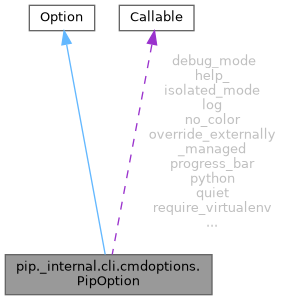 Option
Callable
debug_mode
help_
isolated_mode
log
no_color
override_externally
_managed
progress_bar
python
quiet
require_virtualenv
...
pip._internal.cli.cmdoptions.
PipOption